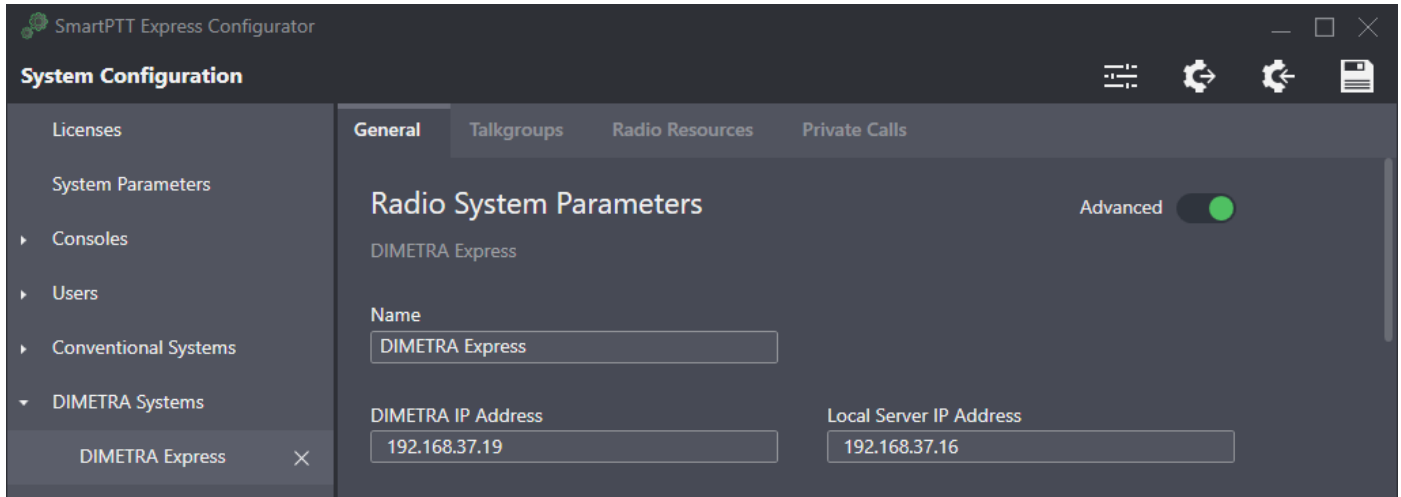 SmartPTT Express Configurator
System Configuration
Licenses
System Parameters
Consoles
Users
Conventional Systems
DIMETRA Systems
DIMETRA Express
General Talkgroups Radio Resources Private Calls
Radio System Parameters
Advanced
DIMETRA Express
Name
DIMETRA Express
DIMETRA IP Address Local Server IP Address
192.168.37.19 192.168.37.16